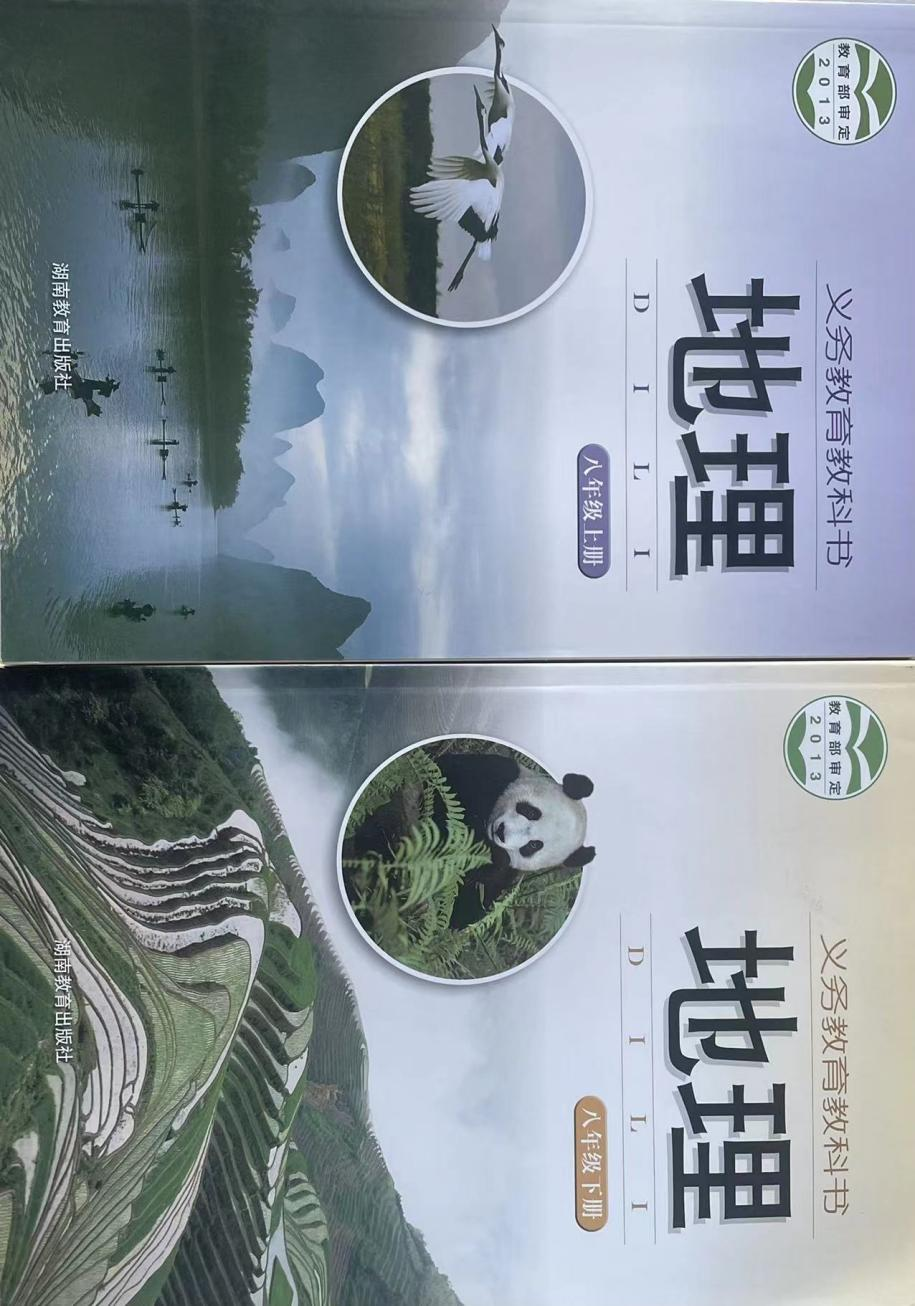 教育部审定
2013
义务教育教科书
地理
DILI
八年级上册
湖南教育出版社
教育部审定
2013
义务教育教科书
地理
DILI
八年级下册
湖南教育出版社